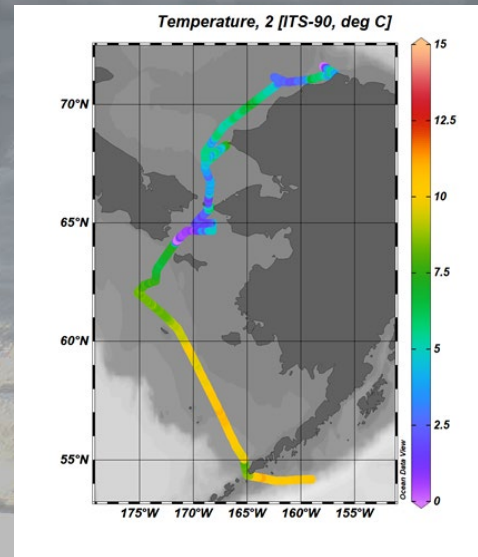 Temperature, 2 [ITS-90, deg C]
70°N
65°N
60°N
55°N
175°W
170°W
165°W
160°W
155°W
15
12.5
10
7.5
5
2.5
0
Ocean Data View